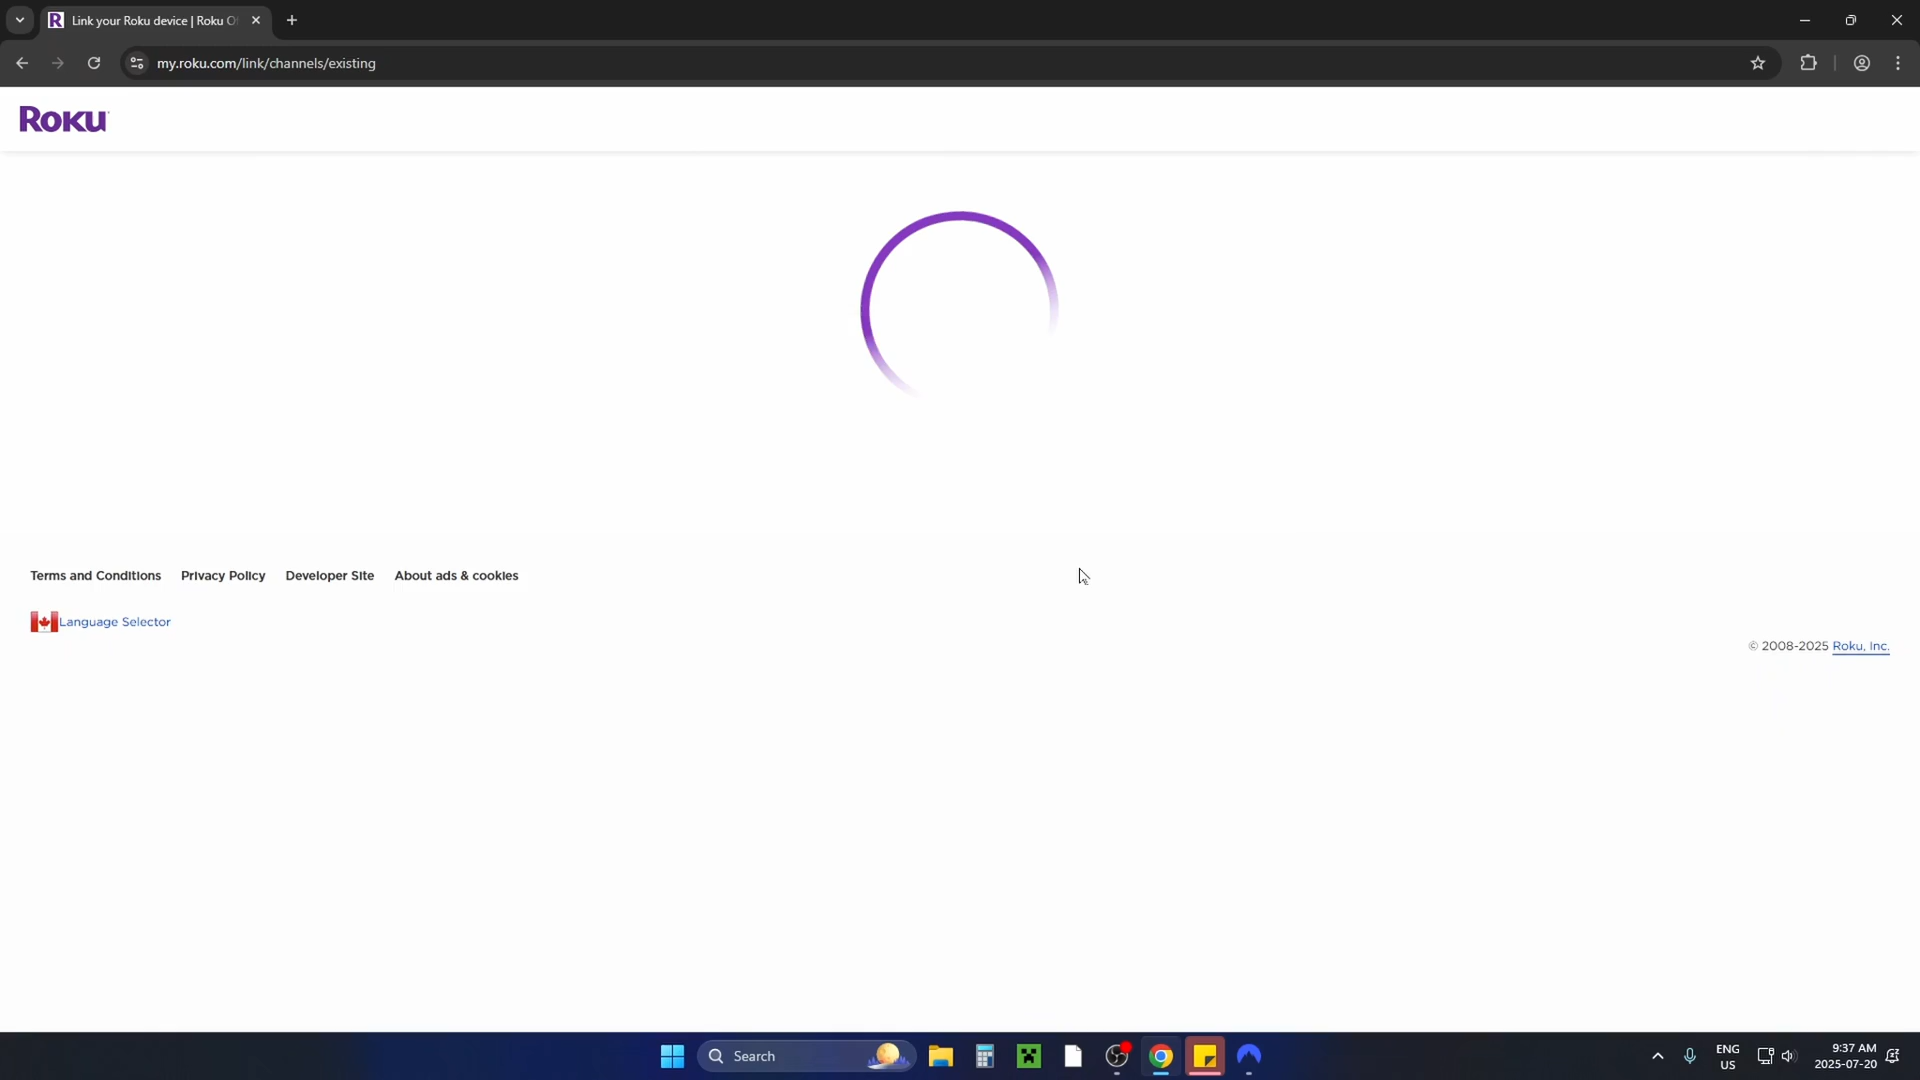 Link your Roku device | Roku O
my.roku.com/link/channels/existing
Roku
Terms and Conditions Privacy Policy Developer Site About ads & cookies
Language Selector
© 2008-2025 Roku, Inc.
Search
ENG
US
9:37 AM
2025-07-20